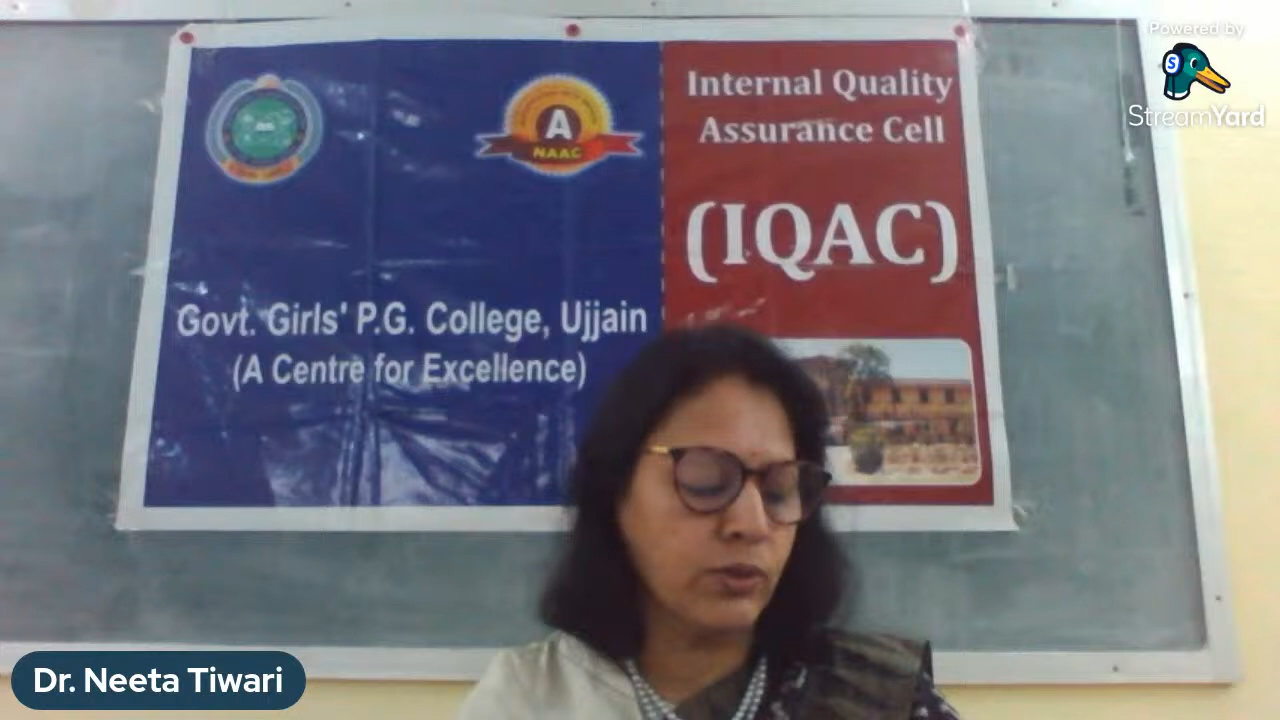 Powered by
StreamYard
Internal Quality
Assurance Cell
(IQAC)
A
NAAC
Govt. Girls' P.G. College, Ujjain
(A Centre for Excellence)
Dr. Neeta Tiwari